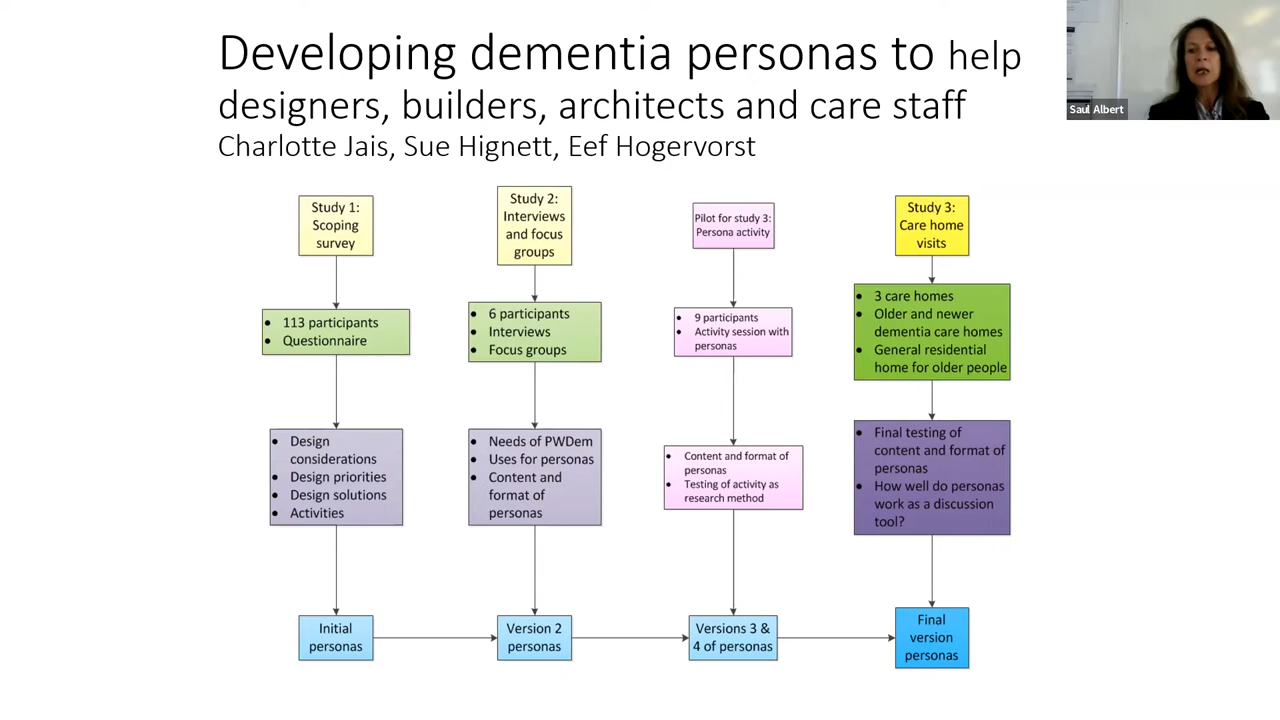 Developing dementia personas to help
designers, builders, architects and care staff
Charlotte Jais, Sue Hignett, Eef Hogervorst
Saul Albert
Study 1:
Scoping
survey
• 113 participants
• Questionnaire
• Design
considerations
• Design priorities
• Design solutions
• Activities
Initial
personas
Study 2:
Interviews
and focus
groups
• 6 participants
• Interviews
• Focus groups
• Needs of PWDem
• Uses for personas
• Content and
format of
personas
Version 2
personas
Pilot for study 3:
Persona activity
• 9 participants
• Activity session with
personas
• Content and format of
personas
• Testing of activity as
research method
Versions 3 &
4 of personas
Study 3:
Care home
visits
• 3 care homes
• Older and newer
dementia care homes
• General residential
home for older people
• Final testing of
content and format of
personas
• How well do personas
work as a discussion
tool?
Final
version
personas